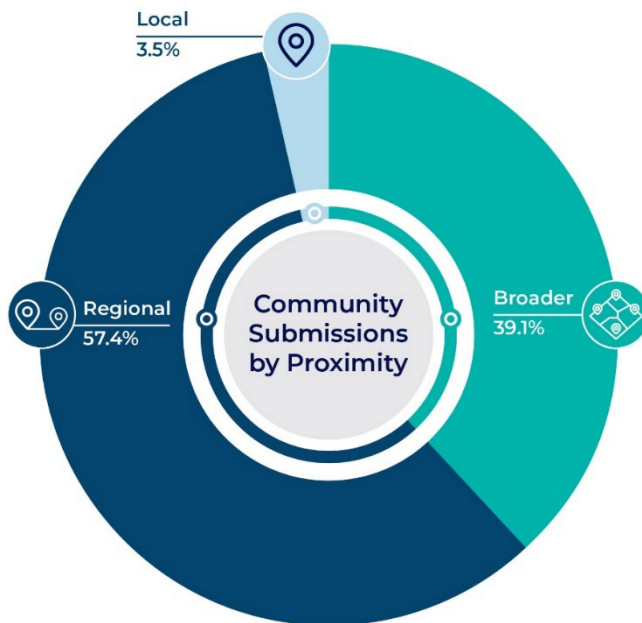 Local
3.5%
Regional
57.4%
Community
Submissions
by Proximity
Broader
39.1%